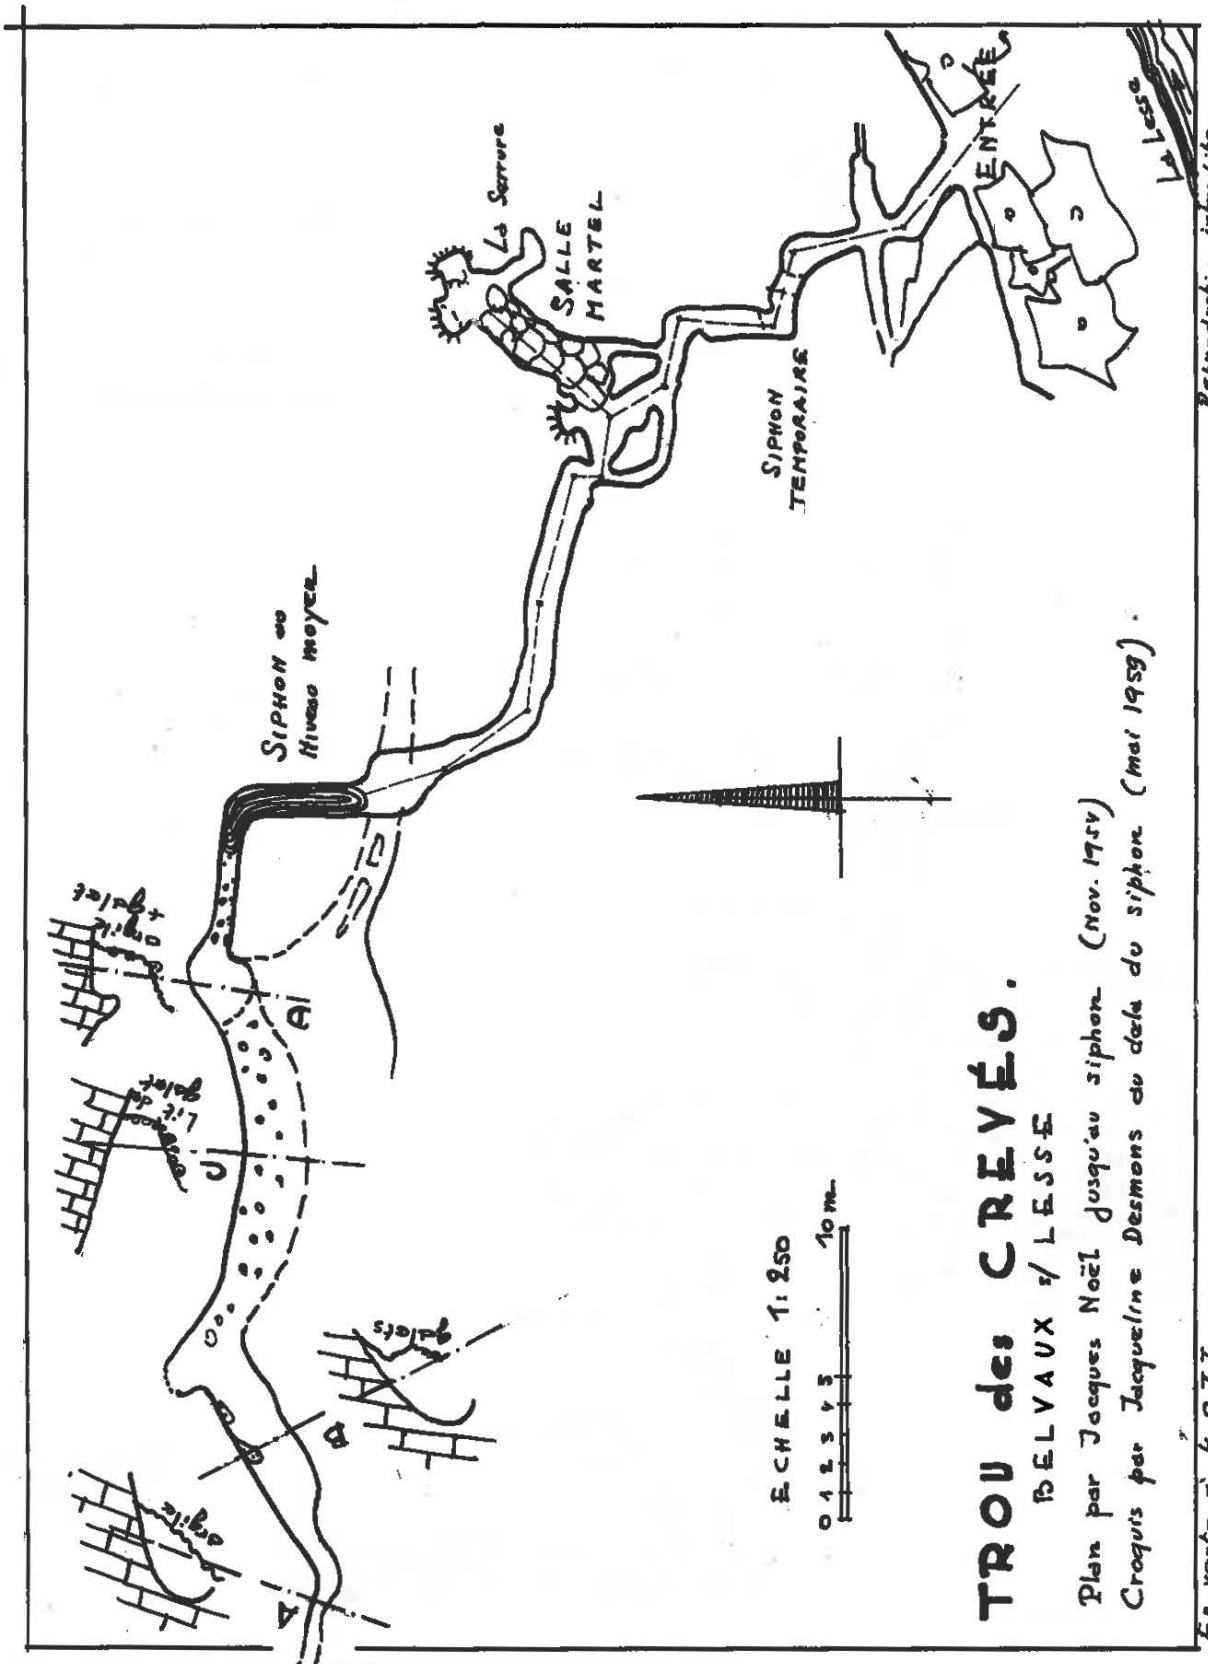 TROU des CREVÉS.
BELVAUX s/ LESSE
Plan par Jacques Noël jusqu'au siphon (Nov. 1954)
Croquis par Jacqueline Desmons au delà du siphon (mai 1959).
ECHELLE 1:250
0 1 2 3 4 5 10 m
SIPHON au
Niveau moyen
SIPHON
TEMPORAIRE
SALLE
MARTEL
ENTRÉE
La Lesse
argile
galets
Lit de
galet
argile
+ galet
A
B
C